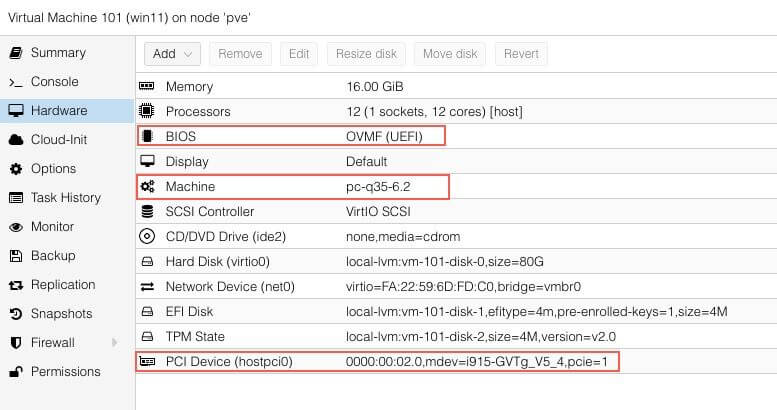 Virtual Machine 101 (win11) on node 'pve'
Summary
Console
Hardware
Cloud-Init
Options
Task History
Monitor
Backup
Replication
Snapshots
Firewall
Permissions
Add Remove Edit Resize disk Move disk Revert
Memory 16.00 GiB
Processors 12 (1 sockets, 12 cores) [host]
BIOS OVMF (UEFI)
Display Default
Machine pc-q35-6.2
SCSI Controller VirtIO SCSI
CD/DVD Drive (ide2) none,media=cdrom
Hard Disk (virtio0) local-lvm:vm-101-disk-0,size=80G
Network Device (net0) virtio=FA:22:59:6D:FD:C0,bridge=vmbr0
EFI Disk local-lvm:vm-101-disk-1,efitype=4m,pre-enrolled-keys=1,size=4M
TPM State local-lvm:vm-101-disk-2,size=4M,version=v2.0
PCI Device (hostpci0) 0000:00:02.0,mdev=i915-GVTg_V5_4,pcie=1